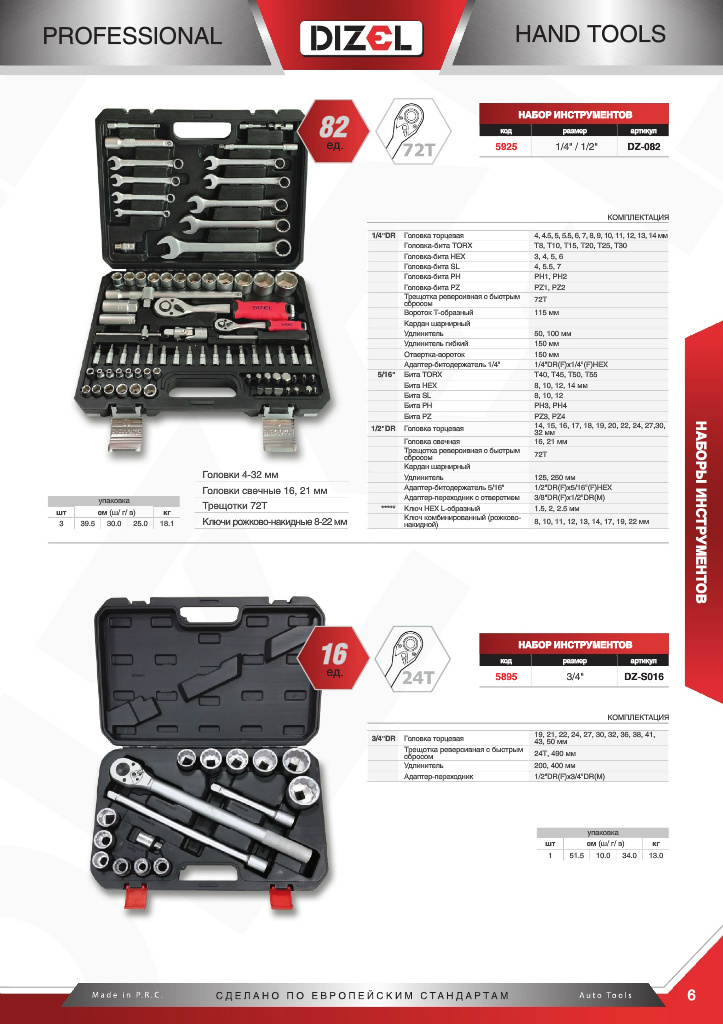 PROFESSIONAL
DIZEL
HAND TOOLS
82
ед.
72T
НАБОР ИНСТРУМЕНТОВ
код размер артикул
5925 1/4" / 1/2" DZ-082
КОМПЛЕКТАЦИЯ
1/4"DR Головка торцевая 4, 4.5, 5, 5.5, 6, 7, 8, 9, 10, 11, 12, 13, 14 мм
Головка-бита TORX T8, T10, T15, T20, T25, T30
Головка-бита HEX 3, 4, 5, 6
Головка-бита SL 4, 5.5, 7
Головка-бита PH PH1, PH2
Головка-бита PZ PZ1, PZ2
Трещотка реверсивная с быстрым
сбросом 72T
Вороток Т-образный 115 мм
Кардан шарнирный
Удлинитель 50, 100 мм
Удлинитель гибкий 150 мм
Отвертка-вороток 150 мм
Адаптер-битодержатель 1/4" 1/4"DR(F)x1/4"(F)HEX
5/16" Бита TORX T40, T45, T50, T55
Бита HEX 8, 10, 12, 14 мм
Бита SL 8, 10, 12
Бита PH PH3, PH4
Бита PZ PZ3, PZ4
1/2"DR Головка торцевая 14, 15, 16, 17, 18, 19, 20, 22, 24, 27,30,
32 мм
Головка свечная 16, 21 мм
Трещотка реверсивная с быстрым
сбросом 72T
Кардан шарнирный
Удлинитель 125, 250 мм
Адаптер-битодержатель 5/16" 1/2"DR(F)x5/16"(F)HEX
Адаптер-переходник с отверстием 3/8"DR(F)x1/2"DR(M)
***** Ключ HEX L-образный 1.5, 2, 2.5 мм
Ключ комбинированный (рожково-
накидной) 8, 10, 11, 12, 13, 14, 17, 19, 22 мм
DIZEL
Головки 4-32 мм
Головки свечные 16, 21 мм
Трещотки 72T
Ключи рожково-накидные 8-22 мм
упаковка
шт см (ш/ г/ в) кг
3 39.5 30.0 25.0 18.1
НАБОРЫ ИНСТРУМЕНТОВ
16
ед.
24T
НАБОР ИНСТРУМЕНТОВ
код размер артикул
5895 3/4" DZ-S016
КОМПЛЕКТАЦИЯ
3/4"DR Головка торцевая 19, 21, 22, 24, 27, 30, 32, 36, 38, 41,
43, 50 мм
Трещотка реверсивная с быстрым
сбросом 24T, 490 мм
Удлинитель 200, 400 мм
Адаптер-переходник 1/2"DR(F)x3/4"DR(M)
упаковка
шт см (ш/ г/ в) кг
1 51.5 10.0 34.0 13.0
Made in P.R.C.
СДЕЛАНО ПО ЕВРОПЕЙСКИМ СТАНДАРТАМ
Auto Tools
6